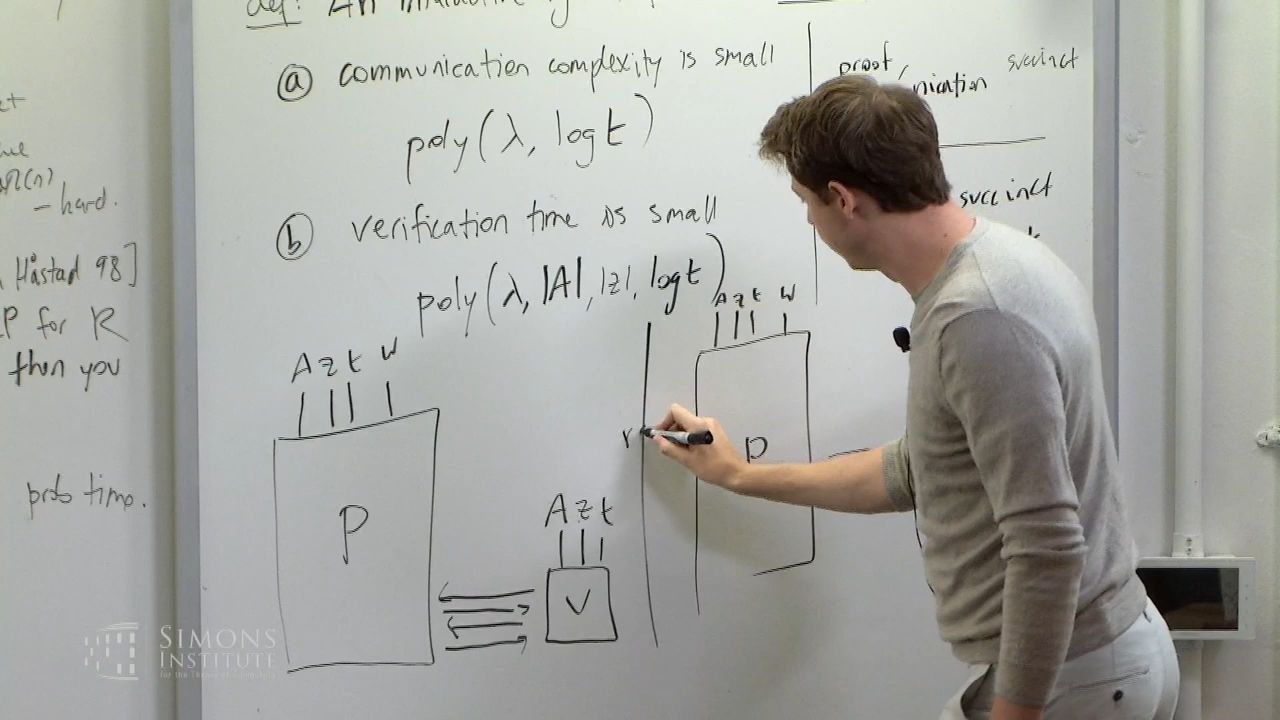 - hard.
Håstad 98]
P for R
then you
prob time.
def: An
ⓐ communication complexity is small
poly(λ, log t)
ⓑ verification time is small
poly(λ, |A|, |z|, log t)
A z t w
P
A z t
V
proof
succinct
succinct
A z t w
P
r
SIMONS
INSTITUTE